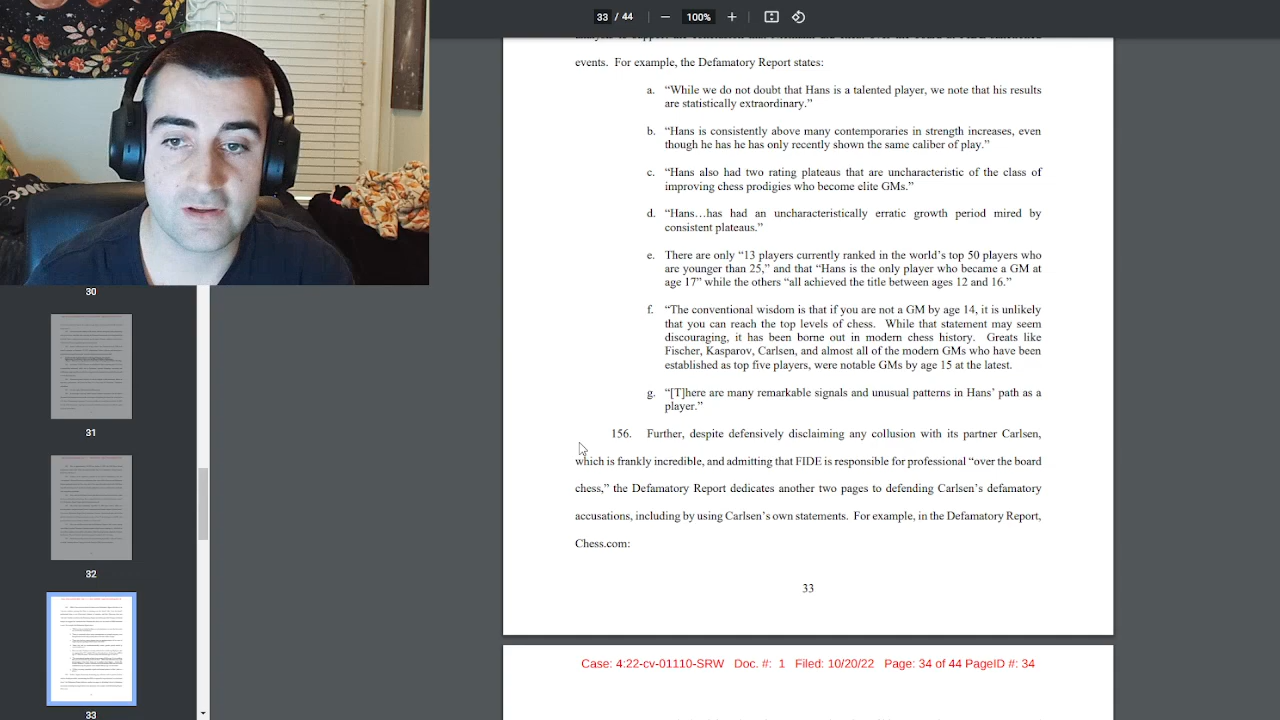 33 / 44
100%
events. For example, the Defamatory Report states:
a. “While we do not doubt that Hans is a talented player, we note that his results
are statistically extraordinary.”
b. “Hans is consistently above many contemporaries in strength increases, even
though he has he has only recently shown the same caliber of play.”
c. “Hans also had two rating plateaus that are uncharacteristic of the class of
improving chess prodigies who become elite GMs.”
d. “Hans…has had an uncharacteristically erratic growth period mired by
consistent plateaus.”
e. There are only “13 players currently ranked in the world’s top 50 players who
are younger than 25,” and that “Hans is the only player who became a GM at
age 17” while the others “all achieved the title between ages 12 and 16.”
f. “The conventional wisdom is that if you are not a GM by age 14, it is unlikely
that you can reach the top levels of chess. While that statement may seem
discouraging, it has been borne out in modern chess history. Greats like
Fischer, Kasparov, Carlsen, and almost all of the modern GMs who have been
established as top five players, were notable GMs by age 15 at the latest.
g. “[T]here are many remarkable signals and unusual patterns in Hans’ path as a
player.”
156. Further, despite defensively disclaiming any collusion with its partner Carlsen,
which is frankly incredible, and admitting that FIDE is responsible for professional “over the board
chess,” the Defamatory Report dedicates another two pages to defending Carlsen’s defamatory
accusations, including by using Carlsen’s own statements. For example, in the Defamatory Report,
Chess.com:
33
Case: 4:22-cv-01110-SRW Doc. #: 1 Filed: 10/20/22 Page: 34 of 44 PageID #: 34
30
31
32
33